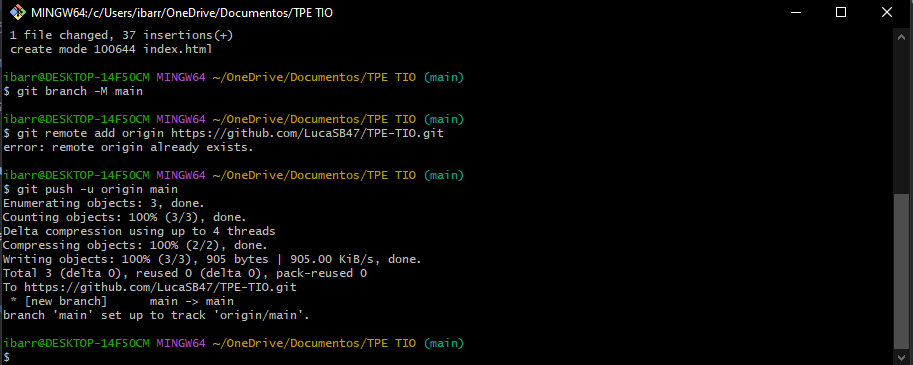 MINGW64:/c/Users/ibarr/OneDrive/Documentos/TPE TIO
1 file changed, 37 insertions(+)
create mode 100644 index.html
ibarr@DESKTOP-14F5OCM MINGW64 ~/OneDrive/Documentos/TPE TIO (main)
$ git branch -M main
ibarr@DESKTOP-14F5OCM MINGW64 ~/OneDrive/Documentos/TPE TIO (main)
$ git remote add origin https://github.com/LucaSB47/TPE-TIO.git
error: remote origin already exists.
ibarr@DESKTOP-14F5OCM MINGW64 ~/OneDrive/Documentos/TPE TIO (main)
$ git push -u origin main
Enumerating objects: 3, done.
Counting objects: 100% (3/3), done.
Delta compression using up to 4 threads
Compressing objects: 100% (2/2), done.
Writing objects: 100% (3/3), 905 bytes | 905.00 KiB/s, done.
Total 3 (delta 0), reused 0 (delta 0), pack-reused 0
To https://github.com/LucaSB47/TPE-TIO.git
 * [new branch]      main -> main
branch 'main' set up to track 'origin/main'.
ibarr@DESKTOP-14F5OCM MINGW64 ~/OneDrive/Documentos/TPE TIO (main)
$